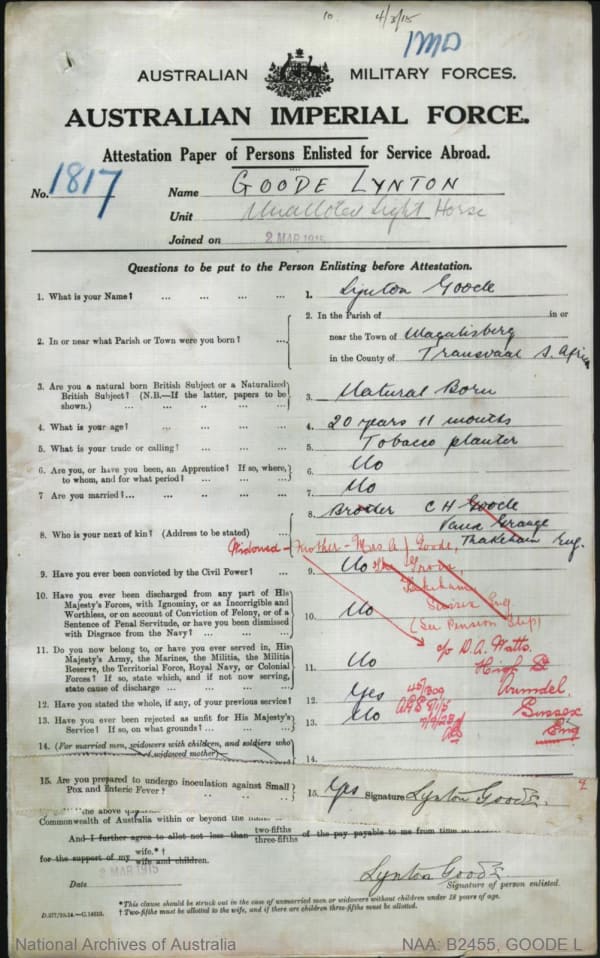 10 4/3/15
1MD
AUSTRALIAN MILITARY FORCES.
AUSTRALIAN IMPERIAL FORCE.
Attestation Paper of Persons Enlisted for Service Abroad.
No. 1817 Name GOODE LYNTON
Unit Unallotted Light Horse
Joined on 2 MAR 1915
Questions to be put to the Person Enlisting before Attestation.
1. What is your Name? ... ... ... ... 1. Lynton Goode
2. In or near what Parish or Town were you born? ... 2. In the Parish of in or
near the Town of Magalisberg
in the County of Transvaal S. Africa
3. Are you a natural born British Subject or a Naturalized
British Subject? (N.B.—If the latter, papers to be
shown.) ... ... ... ... ... 3. Natural Born
4. What is your age? ... ... ... ... 4. 20 years 11 months
5. What is your trade or calling? ... ... ... 5. Tobacco planter
6. Are you, or have you been, an Apprentice? If so, where,
to whom, and for what period? ... ... ... 6. No
7 Are you married?... ... ... ... ... 7. No
8. Who is your next of kin? (Address to be stated) ... 8. Brother C H Goode
Grange
Thakeham Eng.
Widowed - Mother - Mrs A J Goode,
9. Have you ever been convicted by the Civil Power? ... 9. No The Grove,
Thakeham
Sussex Eng
(See Pension Slip)
10. Have you ever been discharged from any part of His
Majesty's Forces, with Ignominy, or as Incorrigible and
Worthless, or on account of Conviction of Felony, or of a
Sentence of Penal Servitude, or have you been dismissed
with Disgrace from the Navy? ... ... ... 10. No
c/o D.A. Watts.
High St
Arundel,
Sussex
Eng
11. Do you now belong to, or have you ever served in, His
Majesty's Army, the Marines, the Militia, the Militia
Reserve, the Territorial Force, Royal Navy, or Colonial
Forces? If so, state which, and if not now serving,
state cause of discharge ... ... ... ... 11. No
12. Have you stated the whole, if any, of your previous service? 12. Yes
13. Have you ever been rejected as unfit for His Majesty's
Service? If so, on what grounds? ... ... ... 13. No
14. (For married men, widowers with children, and soldiers who
of widowed mother) 14.
15. Are you prepared to undergo inoculation against Small
Pox and Enteric Fever? 15. Yes Signature Lynton Goode.
the above
Commonwealth of Australia within or beyond the
And I further agree to allot not less than two-fifths three-fifths of the pay payable to me from time
for the support of my wife.*† wife and children.
2 MAR 1915
Date Lynton Goode
Signature of person enlisted.
*This clause should be struck out in the case of unmarried men or widowers without children under 18 years of age.
† Two-fifths must be allotted to the wife, and if there are children three-fifths must be allotted.
National Archives of Australia NAA: B2455, GOODE L